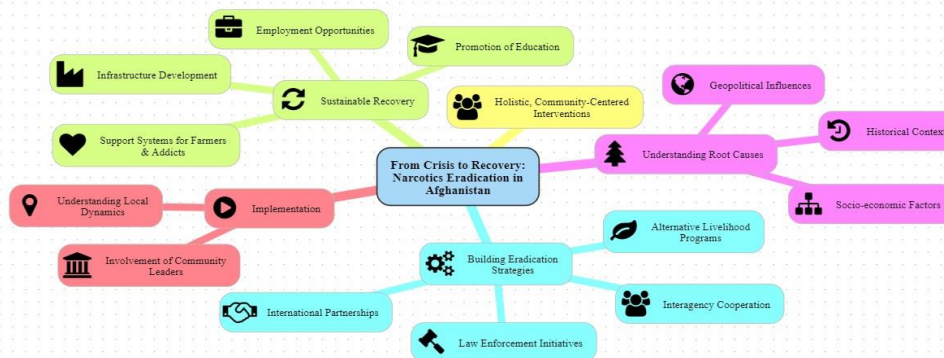 Employment Opportunities
Promotion of Education
Infrastructure Development
Sustainable Recovery
Support Systems for Farmers
& Addicts
Holistic, Community-Centered
Interventions
Geopolitical Influences
Historical Context
Understanding Root Causes
Socio-economic Factors
From Crisis to Recovery:
Narcotics Eradication in
Afghanistan
Understanding Local
Dynamics
Implementation
Involvement of Community
Leaders
Alternative Livelihood
Programs
Building Eradication
Strategies
International Partnerships
Interagency Cooperation
Law Enforcement Initiatives